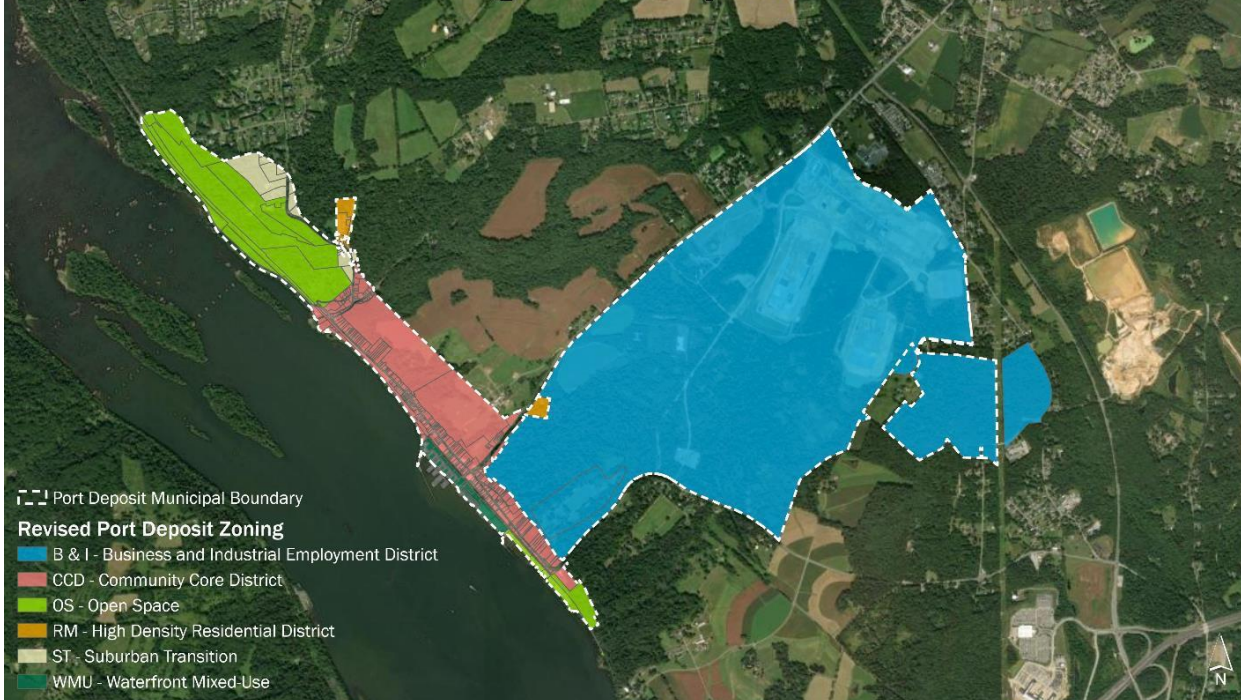 Port Deposit Municipal Boundary
Revised Port Deposit Zoning
B & I - Business and Industrial Employment District
CCD - Community Core District
OS - Open Space
RM - High Density Residential District
ST - Suburban Transition
WMU - Waterfront Mixed-Use
N